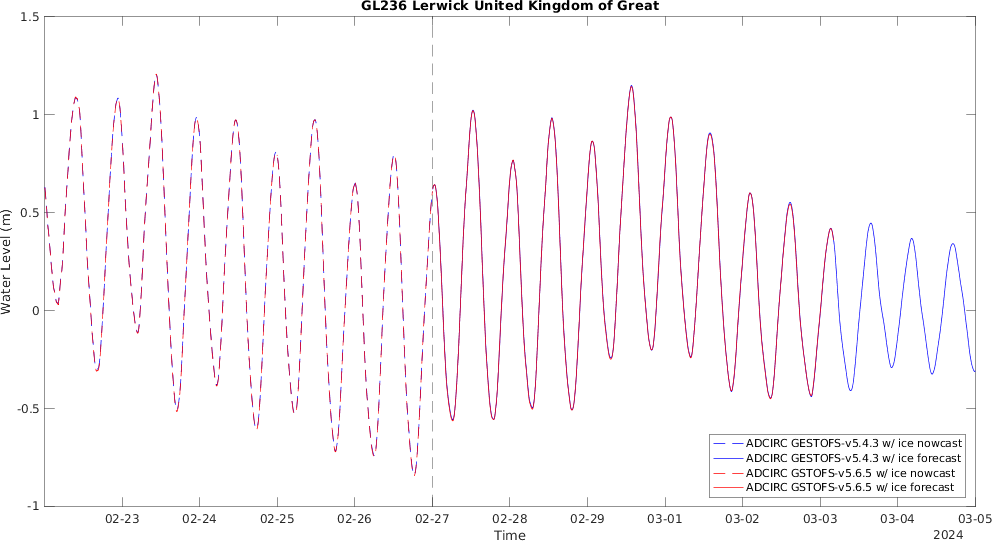 GL236 Lerwick United Kingdom of Great
1.5
1
0.5
0
-0.5
-1
Water Level (m)
02-23 02-24 02-25 02-26 02-27 02-28 02-29 03-01 03-02 03-03 03-04 03-05
Time
2024
ADCIRC GESTOFS-v5.4.3 w/ ice nowcast
ADCIRC GESTOFS-v5.4.3 w/ ice forecast
ADCIRC GSTOFS-v5.6.5 w/ ice nowcast
ADCIRC GSTOFS-v5.6.5 w/ ice forecast